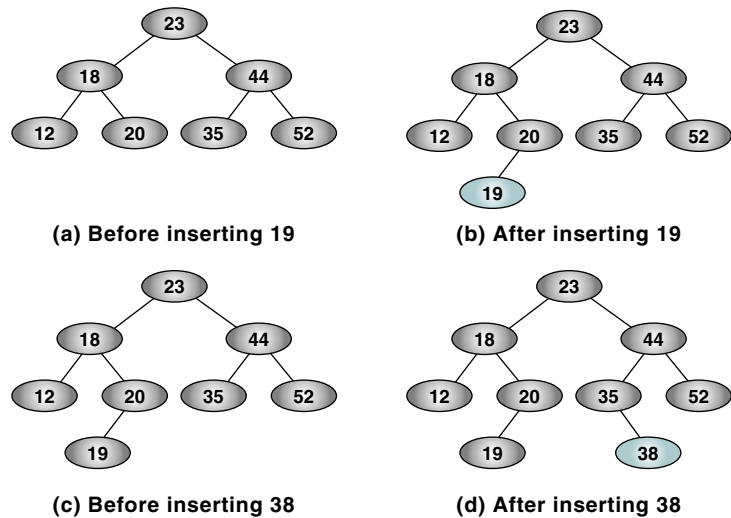 23
18 44
12 20 35 52
(a) Before inserting 19
23
18 44
12 20 35 52
19
(b) After inserting 19
23
18 44
12 20 35 52
19
(c) Before inserting 38
23
18 44
12 20 35 52
19 38
(d) After inserting 38